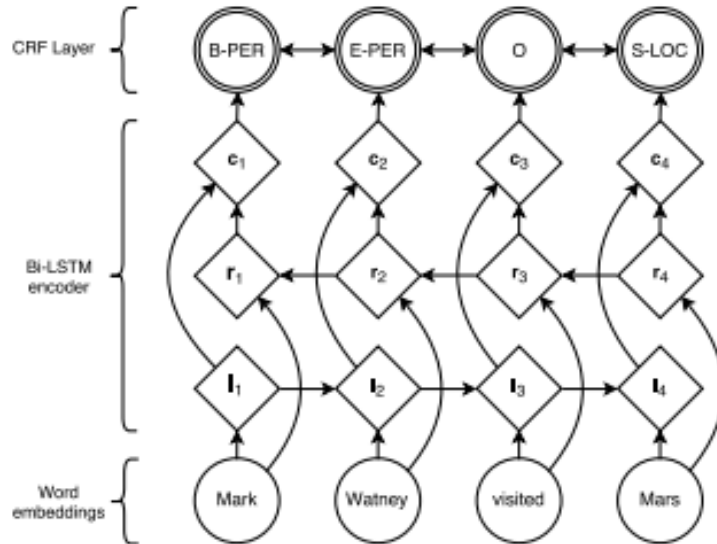 CRF Layer
B-PER E-PER O S-LOC
c1 c2 c3 c4
Bi-LSTM
encoder
r1 r2 r3 r4
l1 l2 l3 l4
Word
embeddings
Mark Watney visited Mars